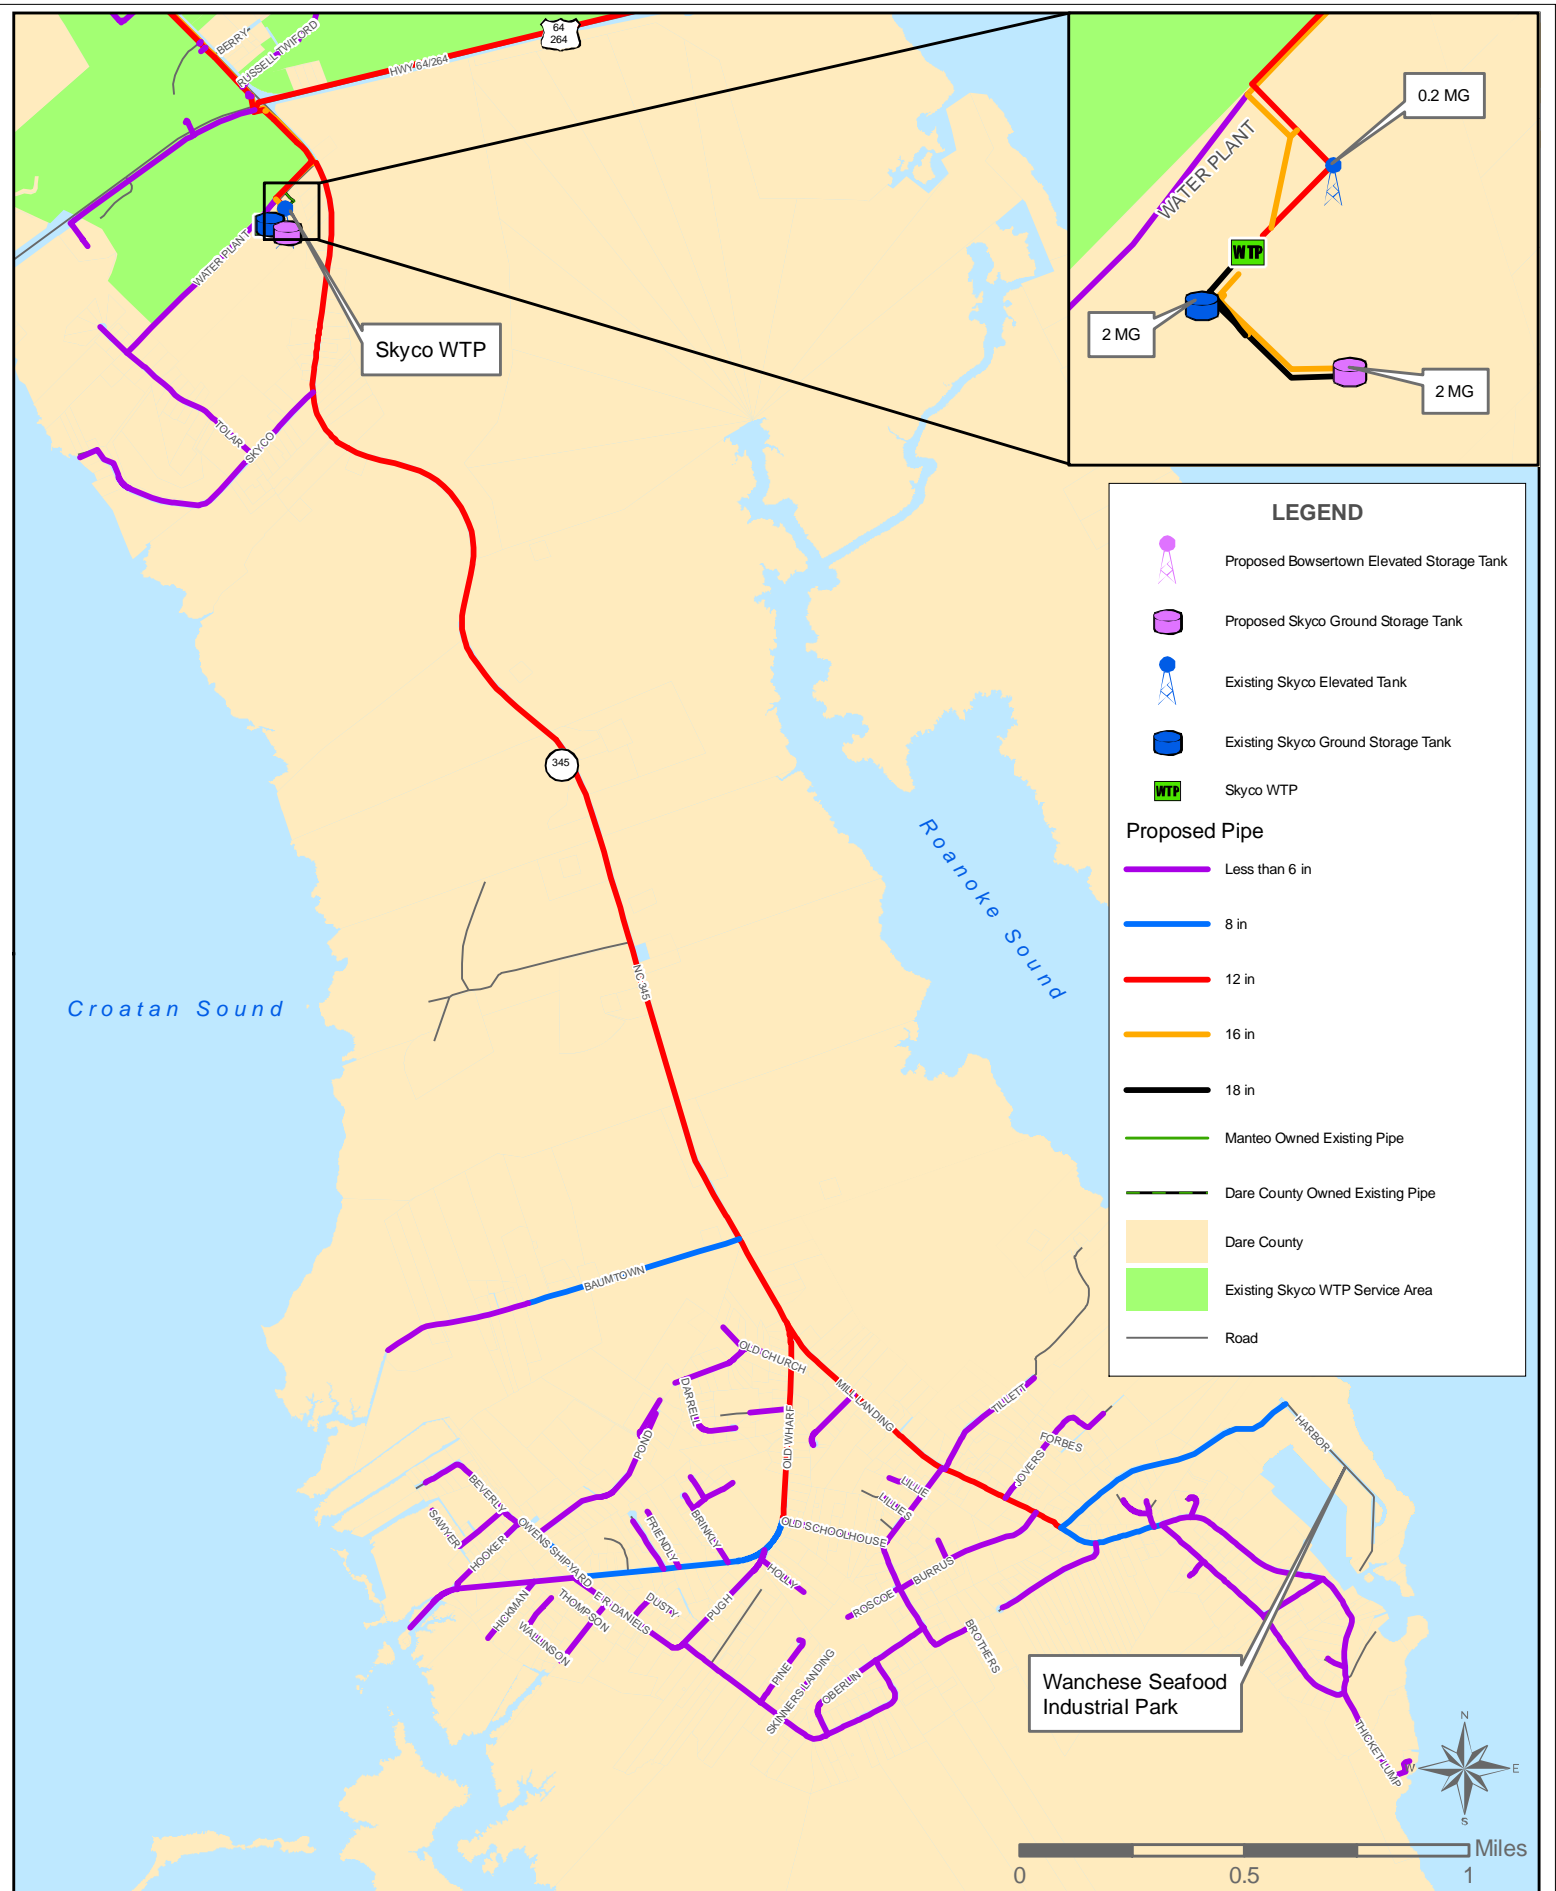 64
264
BERRY
RUSSELL TWIFORD
HWY 64/264
WATER PLANT
Skyco WTP
TOLAR
SKYCO
0.2 MG
WATER PLANT
WTP
2 MG
2 MG
LEGEND
Proposed Bowsertown Elevated Storage Tank
Proposed Skyco Ground Storage Tank
Existing Skyco Elevated Tank
Existing Skyco Ground Storage Tank
WTP
Skyco WTP
Proposed Pipe
Less than 6 in
8 in
12 in
16 in
18 in
Manteo Owned Existing Pipe
Dare County Owned Existing Pipe
Dare County
Existing Skyco WTP Service Area
Road
345
Roanoke Sound
Croatan Sound
NC 345
BAUMTOWN
OLD CHURCH
DARRELL
MILL LANDING
TILLETT
OLD WHARF
POND
FORBES
JOVERS
HARBOR
BEVERLY
LILLIE
LILLIES
SAWYER
OWENS
SHIPYARD
FRIENDLY
BRINKLY
OLD SCHOOLHOUSE
HOOKER
HOLLY
BURRUS
ROSCOE
HICKMAN
THOMPSON
E R DANIELS
DUSTY
PUGH
WALLINSON
BROTHERS
PINE
SKINNERS LANDING
OBERLIN
Wanchese Seafood
Industrial Park
THICKET LUMP
N
W
E
S
Miles
0
0.5
1